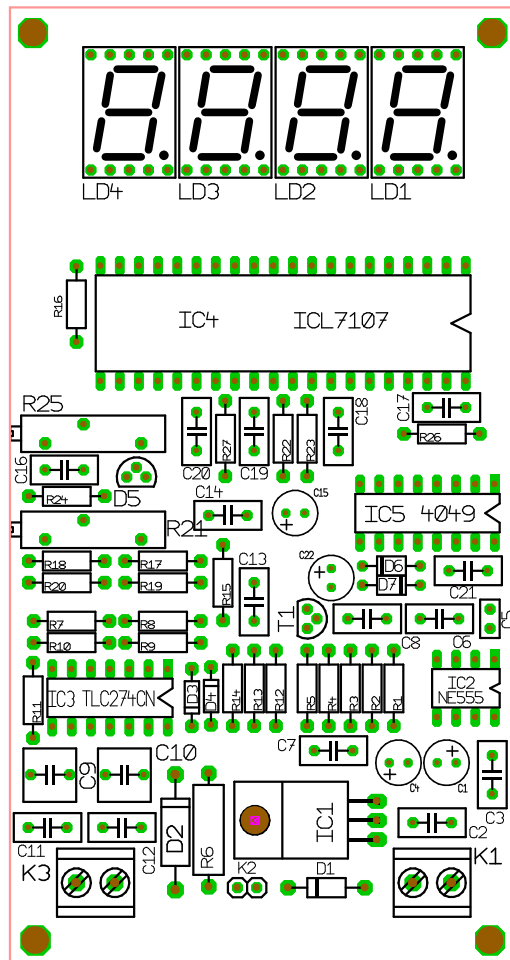 LD4 LD3 LD2 LD1
R16
IC4 ICL7107
R25
C17
C18
R26
C20 R27 C19 R22 R23
C16
R24
D5
C14
C15
IC5 4049
R21
R18 R17
R20 R19
R15
C13
C22
D6
D7
C21
R7 R8
R10 R9
T1
C8 C6
C5
R11
IC3 TLC274CN
D3 D4
R14 R13 R12 R5 R4 R3 R2 R1
IC2
NE555
C7
C9 C10
C4 C1
C3
C11 C12
D2 R6
IC1
C2
K3
K2
D1
K1